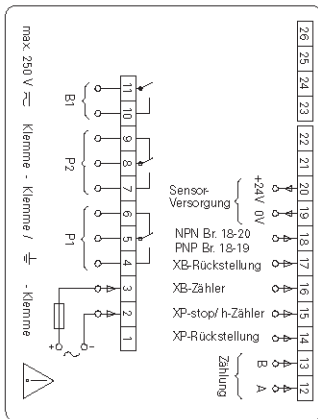 max. 250 V Klemme - Klemme / - Klemme
B1
P2
P1
11
10
9
8
7
6
5
4
3
2
1
+
~
-
26
25
24
23
22
21
20
19
18
17
16
15
14
13
12
+24V 0V
Sensor-
Versorgung
NPN Br. 18-20
PNP Br. 18-19
XB-Rückstellung
XB-Zähler
XP-stop/ h-Zähler
XP-Rückstellung
Zählung
B
A
!